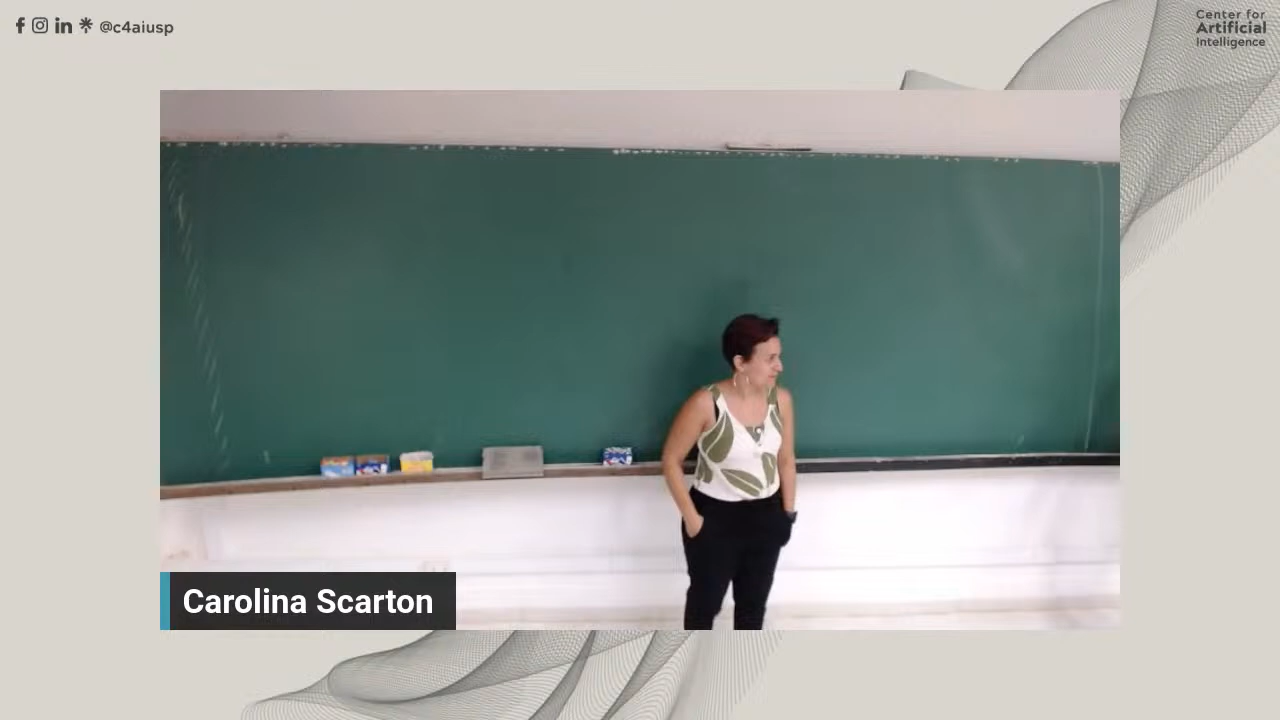 @c4aiusp
Center for
Artificial
Intelligence
Carolina Scarton